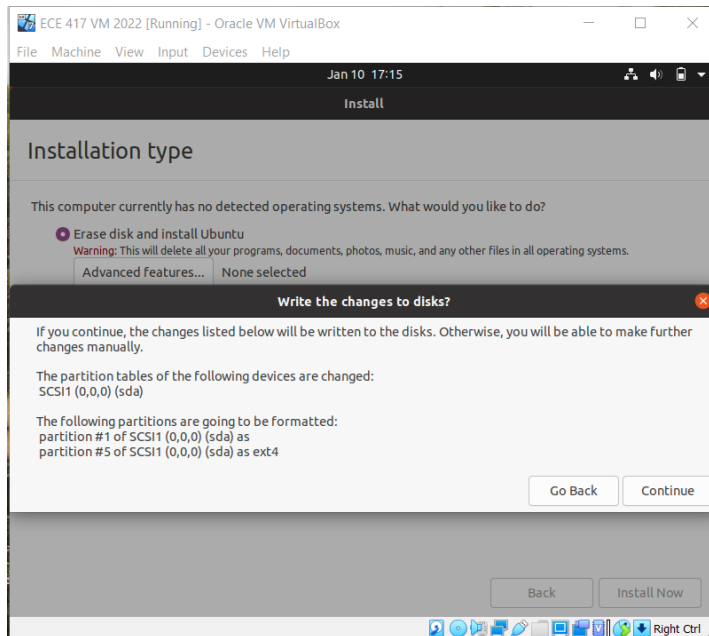 ECE 417 VM 2022 [Running] - Oracle VM VirtualBox
File Machine View Input Devices Help
Jan 10 17:15
Install
Installation type
This computer currently has no detected operating systems. What would you like to do?
Erase disk and install Ubuntu
Warning: This will delete all your programs, documents, photos, music, and any other files in all operating systems.
Advanced features... None selected
Write the changes to disks?
If you continue, the changes listed below will be written to the disks. Otherwise, you will be able to make further
changes manually.
The partition tables of the following devices are changed:
SCSI1 (0,0,0) (sda)
The following partitions are going to be formatted:
partition #1 of SCSI1 (0,0,0) (sda) as
partition #5 of SCSI1 (0,0,0) (sda) as ext4
Go Back Continue
Back Install Now
Right Ctrl